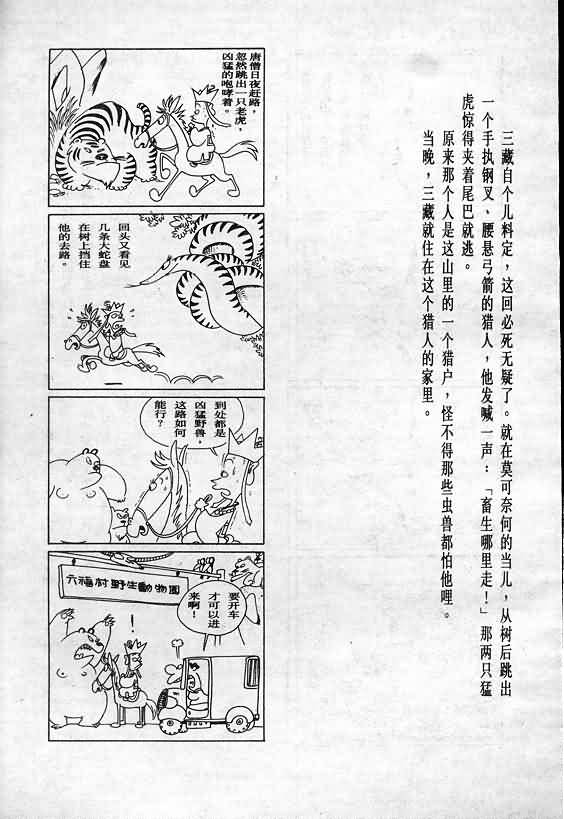 三藏自个儿料定，这回必死无疑了。就在莫可奈何的当儿，从树后跳出
一个手执钢叉、腰悬弓箭的猎人，他发喊一声：「畜生哪里走！」那两只猛
虎惊得夹着尾巴就逃。
原来那个人是这山里的一个猎户，怪不得那些虫兽都怕他哩。
当晚，三藏就住在这个猎人的家里。
唐僧日夜赶路，
忽然跳出一只老虎，
凶猛的咆哮着。
回头又看见
几条大蛇盘
在树上挡住
他的去路。
到处都是
凶猛野兽，
这路如何
能行？
六福村野生動物園
要开车
才可以进
来啊！
！